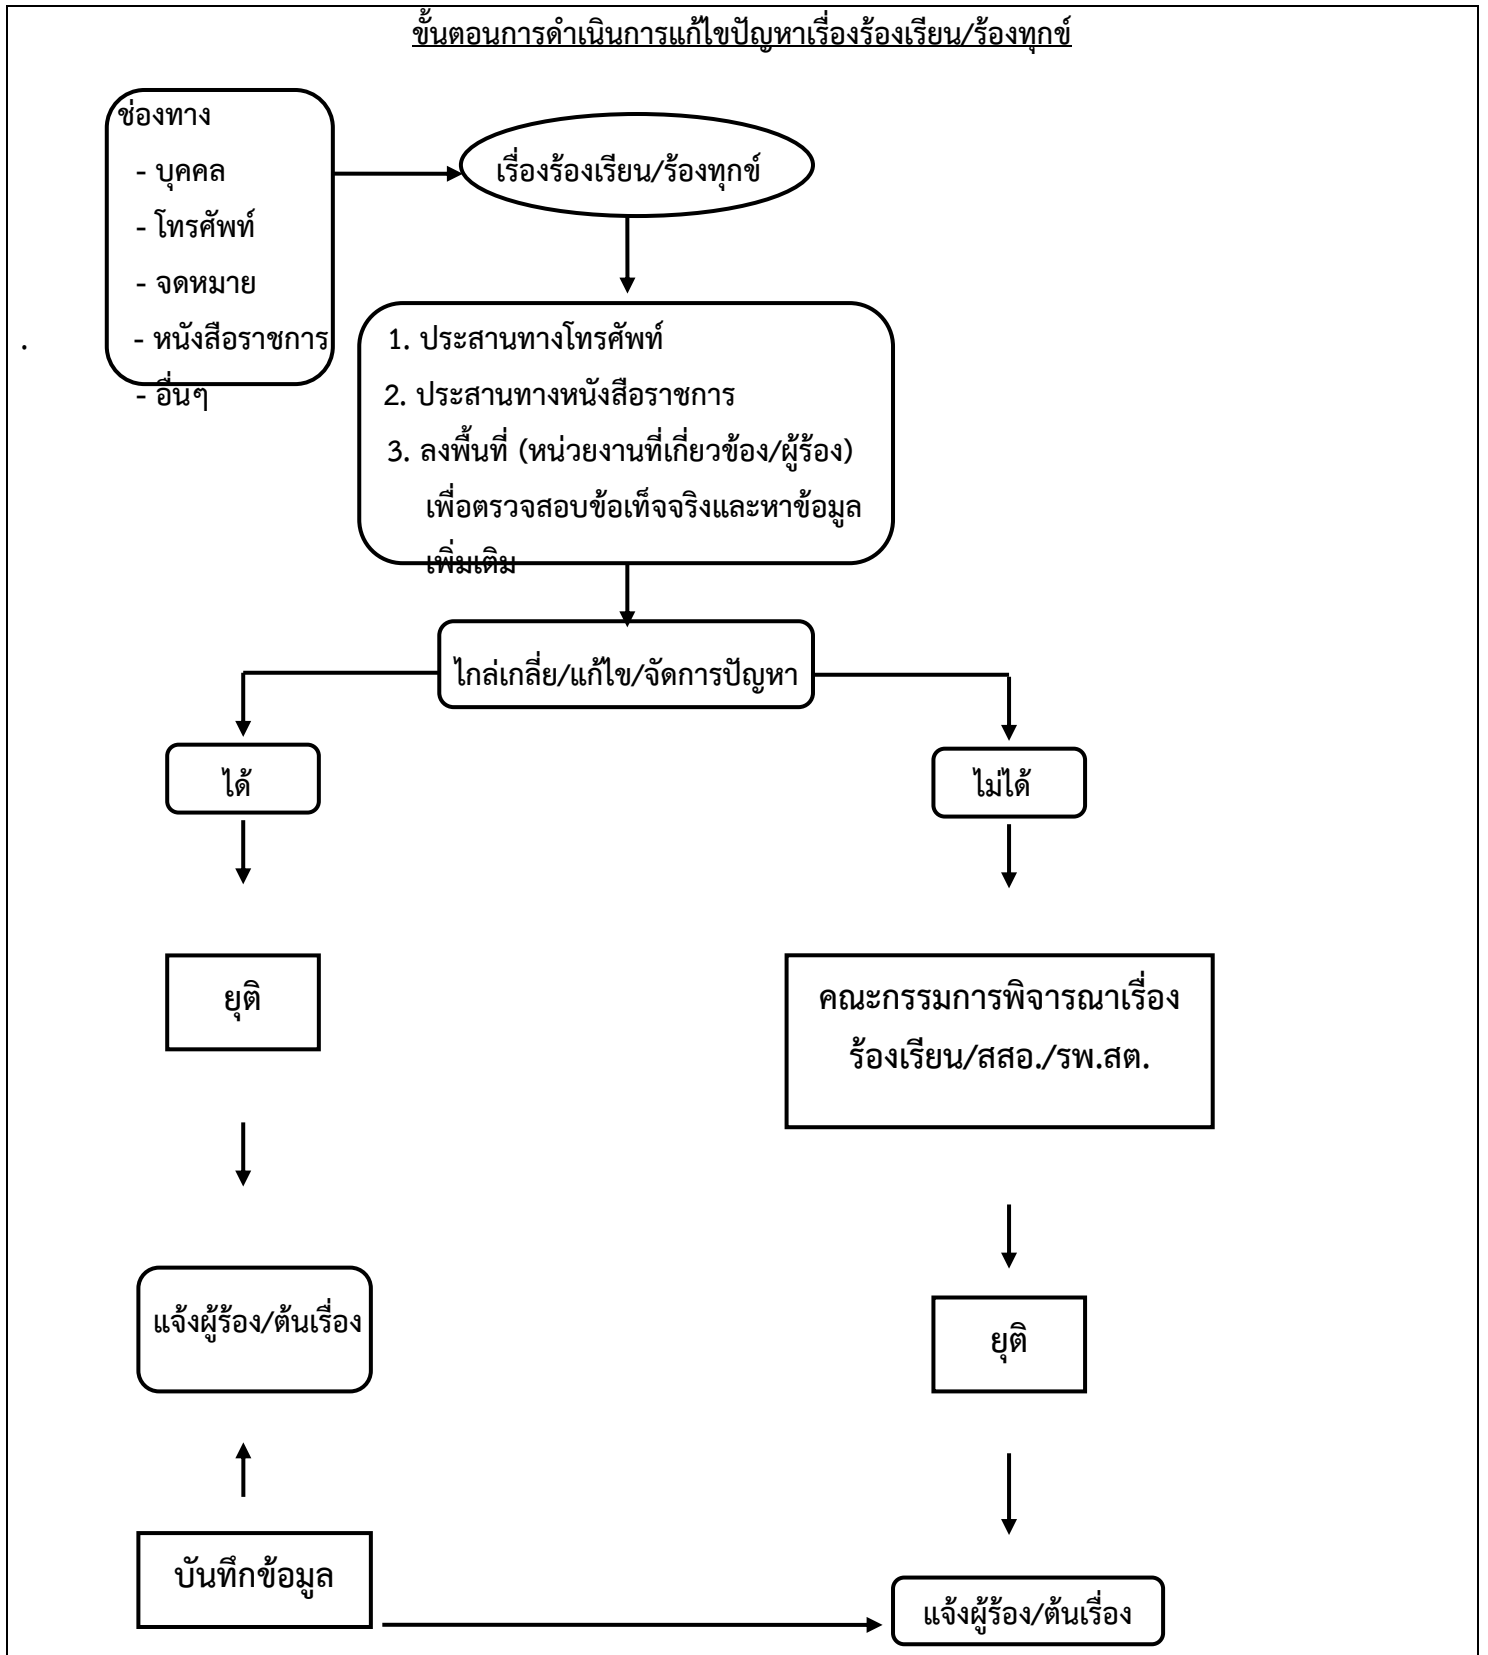 ขั้นตอนการดำเนินการแก้ไขปัญหาเรื่องร้องเรียน/ร้องทุกข์
ช่องทาง
- บุคคล
- โทรศัพท์
- จดหมาย
- หนังสือราชการ
- อื่นๆ
เรื่องร้องเรียน/ร้องทุกข์
.
1. ประสานทางโทรศัพท์
2. ประสานทางหนังสือราชการ
3. ลงพื้นที่ (หน่วยงานที่เกี่ยวข้อง/ผู้ร้อง)
เพื่อตรวจสอบข้อเท็จจริงและหาข้อมูล
เพิ่มเติม
ไกล่เกลี่ย/แก้ไข/จัดการปัญหา
ได้
ไม่ได้
ยุติ
คณะกรรมการพิจารณาเรื่อง
ร้องเรียน/สสอ./รพ.สต.
แจ้งผู้ร้อง/ต้นเรื่อง
ยุติ
บันทึกข้อมูล
แจ้งผู้ร้อง/ต้นเรื่อง